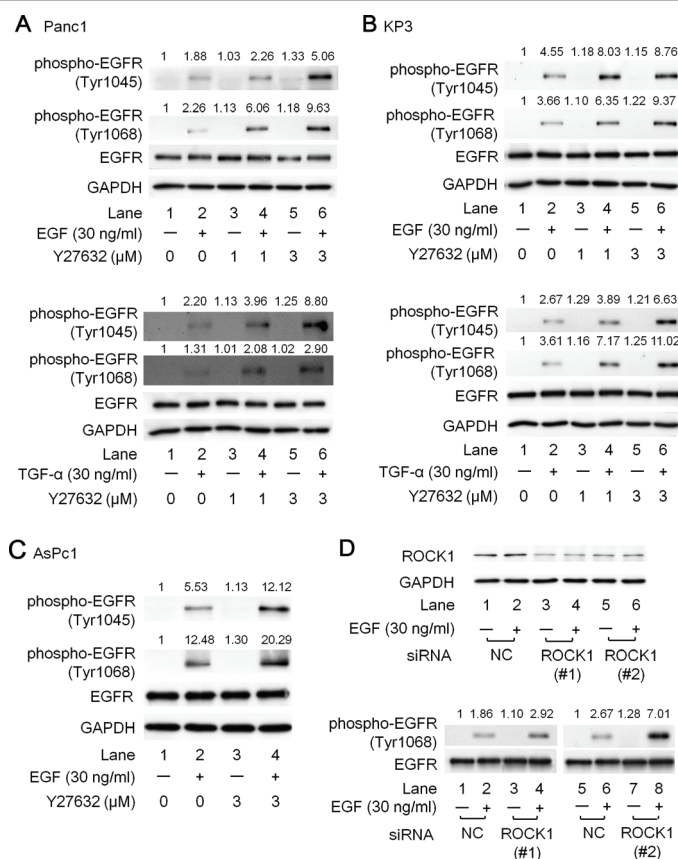 A Panc1
1 1.88 1.03 2.26 1.33 5.06
phospho-EGFR
(Tyr1045)
1 2.26 1.13 6.06 1.18 9.63
phospho-EGFR
(Tyr1068)
EGFR
GAPDH
Lane 1 2 3 4 5 6
EGF (30 ng/ml) — + — + — +
Y27632 (μM) 0 0 1 1 3 3
1 2.20 1.13 3.96 1.25 8.80
phospho-EGFR
(Tyr1045)
1 1.31 1.01 2.08 1.02 2.90
phospho-EGFR
(Tyr1068)
EGFR
GAPDH
Lane 1 2 3 4 5 6
TGF-α (30 ng/ml) — + — + — +
Y27632 (μM) 0 0 1 1 3 3
B KP3
1 4.55 1.18 8.03 1.15 8.76
phospho-EGFR
(Tyr1045)
1 3.66 1.10 6.35 1.22 9.37
phospho-EGFR
(Tyr1068)
EGFR
GAPDH
Lane 1 2 3 4 5 6
EGF (30 ng/ml) — + — + — +
Y27632 (μM) 0 0 1 1 3 3
1 2.67 1.29 3.89 1.21 6.63
phospho-EGFR
(Tyr1045)
1 3.61 1.16 7.17 1.25 11.02
phospho-EGFR
(Tyr1068)
EGFR
GAPDH
Lane 1 2 3 4 5 6
TGF-α (30 ng/ml) — + — + — +
Y27632 (μM) 0 0 1 1 3 3
C AsPc1
1 5.53 1.13 12.12
phospho-EGFR
(Tyr1045)
1 12.48 1.30 20.29
phospho-EGFR
(Tyr1068)
EGFR
GAPDH
Lane 1 2 3 4
EGF (30 ng/ml) — + — +
Y27632 (μM) 0 0 3 3
D
ROCK1
GAPDH
Lane 1 2 3 4 5 6
EGF (30 ng/ml) — + — + — +
siRNA NC ROCK1 ROCK1
(#1) (#2)
1 1.86 1.10 2.92 1 2.67 1.28 7.01
phospho-EGFR
(Tyr1068)
EGFR
Lane 1 2 3 4 5 6 7 8
EGF (30 ng/ml) — + — + — + — +
siRNA NC ROCK1 NC ROCK1
(#1) (#2)